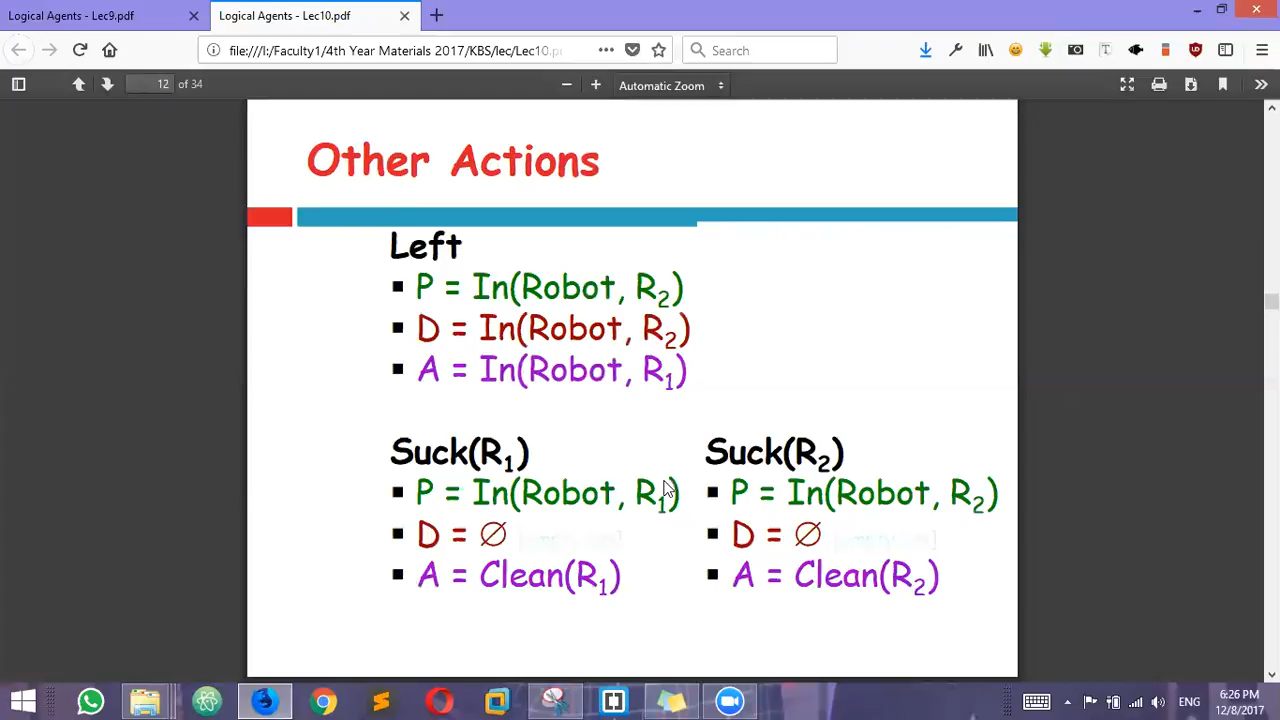 Logical Agents - Lec9.pdf
Logical Agents - Lec10.pdf
file:///I:/Faculty1/4th Year Materials 2017/KBS/lec/Lec10.p
Search
12 of 34
Automatic Zoom
Other Actions
Left
▪ P = In(Robot, R₂)
▪ D = In(Robot, R₂)
▪ A = In(Robot, R₁)
Suck(R₁)
▪ P = In(Robot, R₁)
▪ D = ∅
▪ A = Clean(R₁)
Suck(R₂)
▪ P = In(Robot, R₂)
▪ D = ∅
▪ A = Clean(R₂)
ENG
6:26 PM
12/8/2017